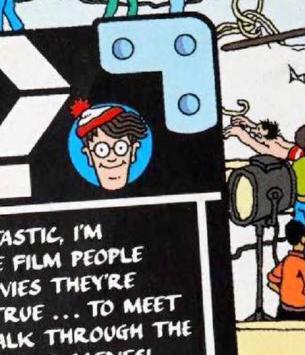 TASTIC, I'M
E FILM PEOPLE
VIES THEY'RE
TRUE ... TO MEET
ALK THROUGH THE